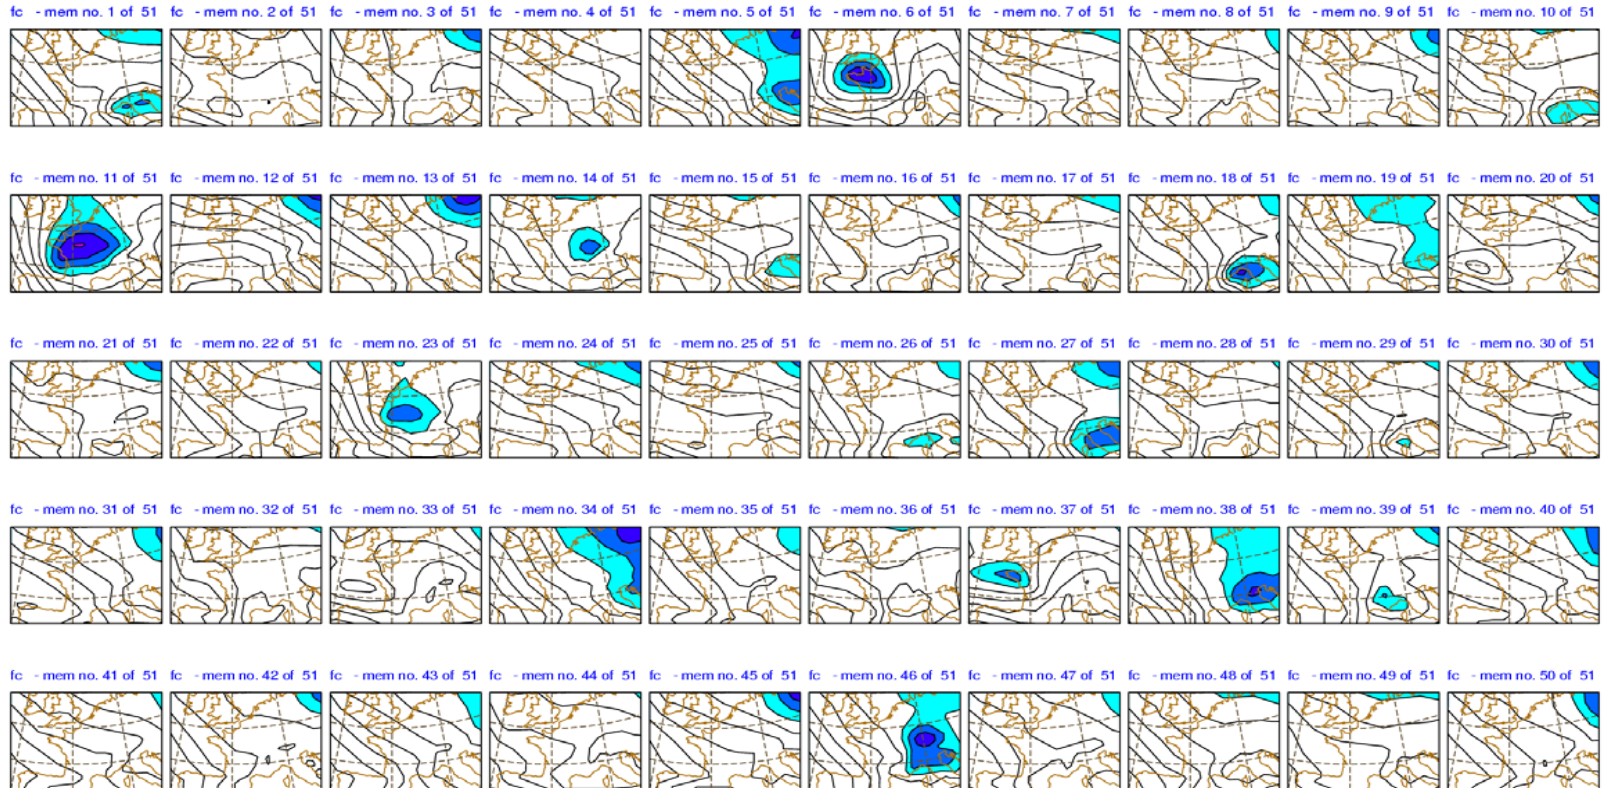 fc - mem no. 1 of 51 fc - mem no. 2 of 51 fc - mem no. 3 of 51 fc - mem no. 4 of 51 fc - mem no. 5 of 51 fc - mem no. 6 of 51 fc - mem no. 7 of 51 fc - mem no. 8 of 51 fc - mem no. 9 of 51 fc - mem no. 10 of 51
fc - mem no. 11 of 51 fc - mem no. 12 of 51 fc - mem no. 13 of 51 fc - mem no. 14 of 51 fc - mem no. 15 of 51 fc - mem no. 16 of 51 fc - mem no. 17 of 51 fc - mem no. 18 of 51 fc - mem no. 19 of 51 fc - mem no. 20 of 51
fc - mem no. 21 of 51 fc - mem no. 22 of 51 fc - mem no. 23 of 51 fc - mem no. 24 of 51 fc - mem no. 25 of 51 fc - mem no. 26 of 51 fc - mem no. 27 of 51 fc - mem no. 28 of 51 fc - mem no. 29 of 51 fc - mem no. 30 of 51
fc - mem no. 31 of 51 fc - mem no. 32 of 51 fc - mem no. 33 of 51 fc - mem no. 34 of 51 fc - mem no. 35 of 51 fc - mem no. 36 of 51 fc - mem no. 37 of 51 fc - mem no. 38 of 51 fc - mem no. 39 of 51 fc - mem no. 40 of 51
fc - mem no. 41 of 51 fc - mem no. 42 of 51 fc - mem no. 43 of 51 fc - mem no. 44 of 51 fc - mem no. 45 of 51 fc - mem no. 46 of 51 fc - mem no. 47 of 51 fc - mem no. 48 of 51 fc - mem no. 49 of 51 fc - mem no. 50 of 51